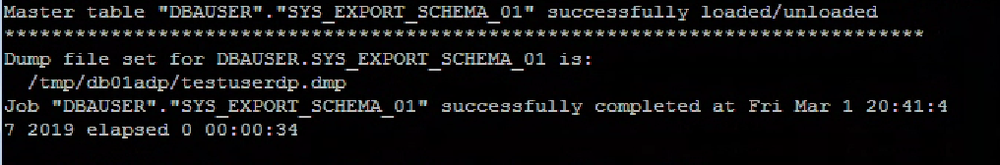 Master table "DBAUSER"."SYS_EXPORT_SCHEMA_01" successfully loaded/unloaded
******************************************************************************
Dump file set for DBAUSER.SYS_EXPORT_SCHEMA_01 is:
  /tmp/db01adp/testuserdp.dmp
Job "DBAUSER"."SYS_EXPORT_SCHEMA_01" successfully completed at Fri Mar 1 20:41:4
7 2019 elapsed 0 00:00:34